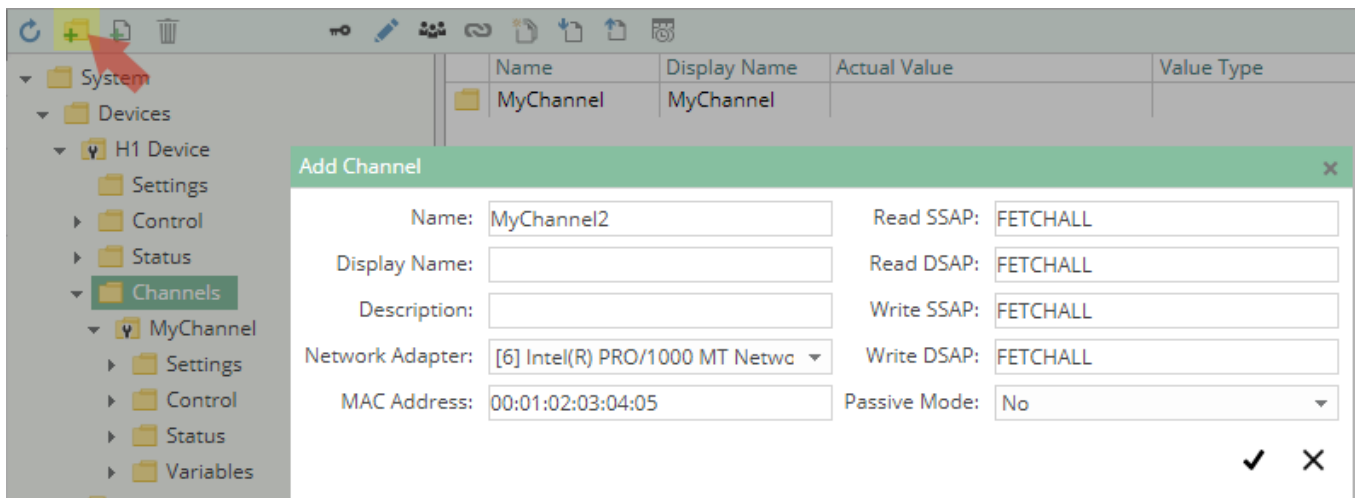 Name Display Name Actual Value Value Type
MyChannel MyChannel
System
Devices
H1 Device
Settings
Control
Status
Channels
MyChannel
Settings
Control
Status
Variables
Add Channel
Name: MyChannel2 Read SSAP: FETCHALL
Display Name: Read DSAP: FETCHALL
Description: Write SSAP: FETCHALL
Network Adapter: [6] Intel(R) PRO/1000 MT Netwo Write DSAP: FETCHALL
MAC Address: 00:01:02:03:04:05 Passive Mode: No